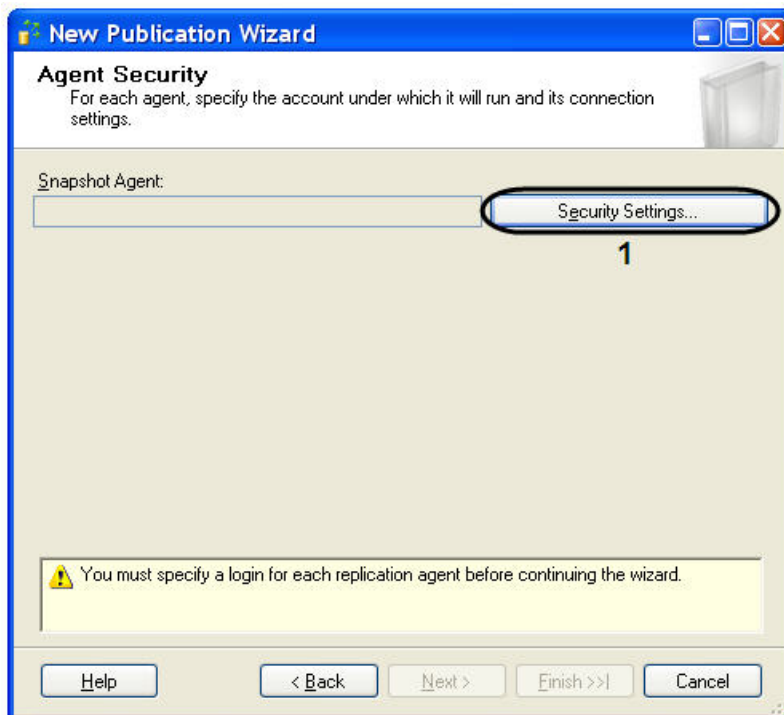 New Publication Wizard
Agent Security
For each agent, specify the account under which it will run and its connection
settings.
Snapshot Agent:
Security Settings...
1
You must specify a login for each replication agent before continuing the wizard.
Help
< Back
Next >
Finish >>|
Cancel